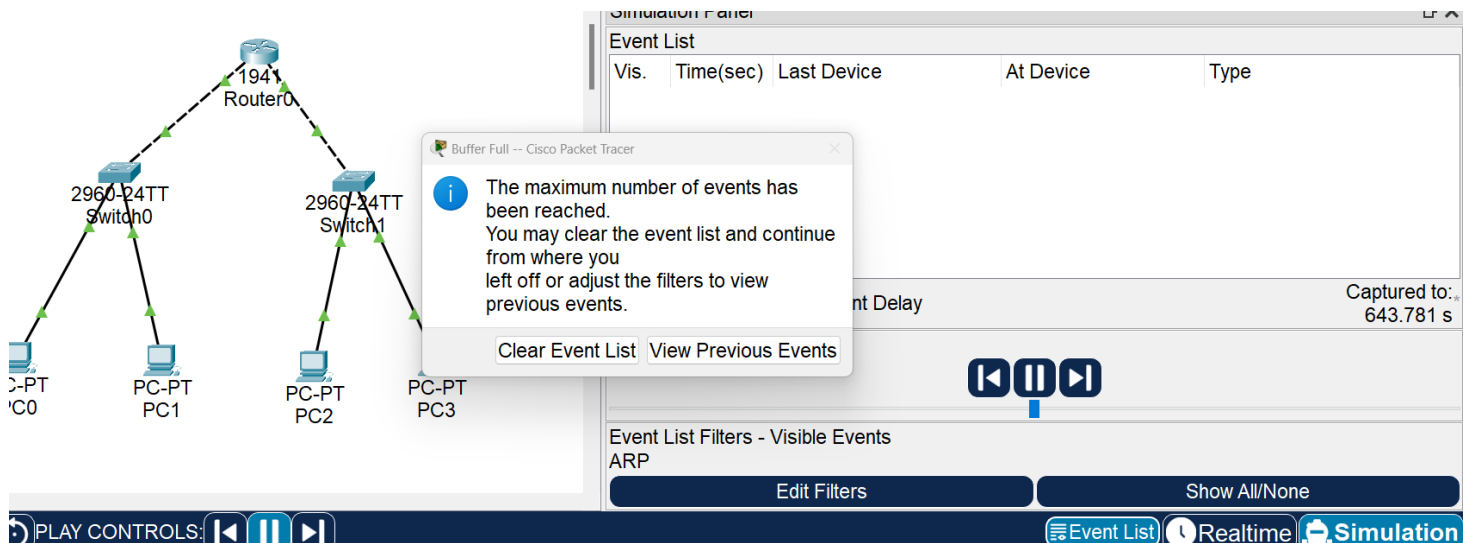 Simulation Panel
Event List
Vis. Time(sec) Last Device At Device Type
1941
Router0
2960-24TT
Switch0
2960-24TT
Switch1
PC-PT
PC1
PC-PT
PC2
PC-PT
PC3
Buffer Full -- Cisco Packet Tracer
The maximum number of events has
been reached.
You may clear the event list and continue
from where you
left off or adjust the filters to view
previous events.
Clear Event List View Previous Events
Delay
Captured to:
643.781 s
Event List Filters - Visible Events
ARP
Edit Filters Show All/None
PLAY CONTROLS:
Event List Realtime Simulation